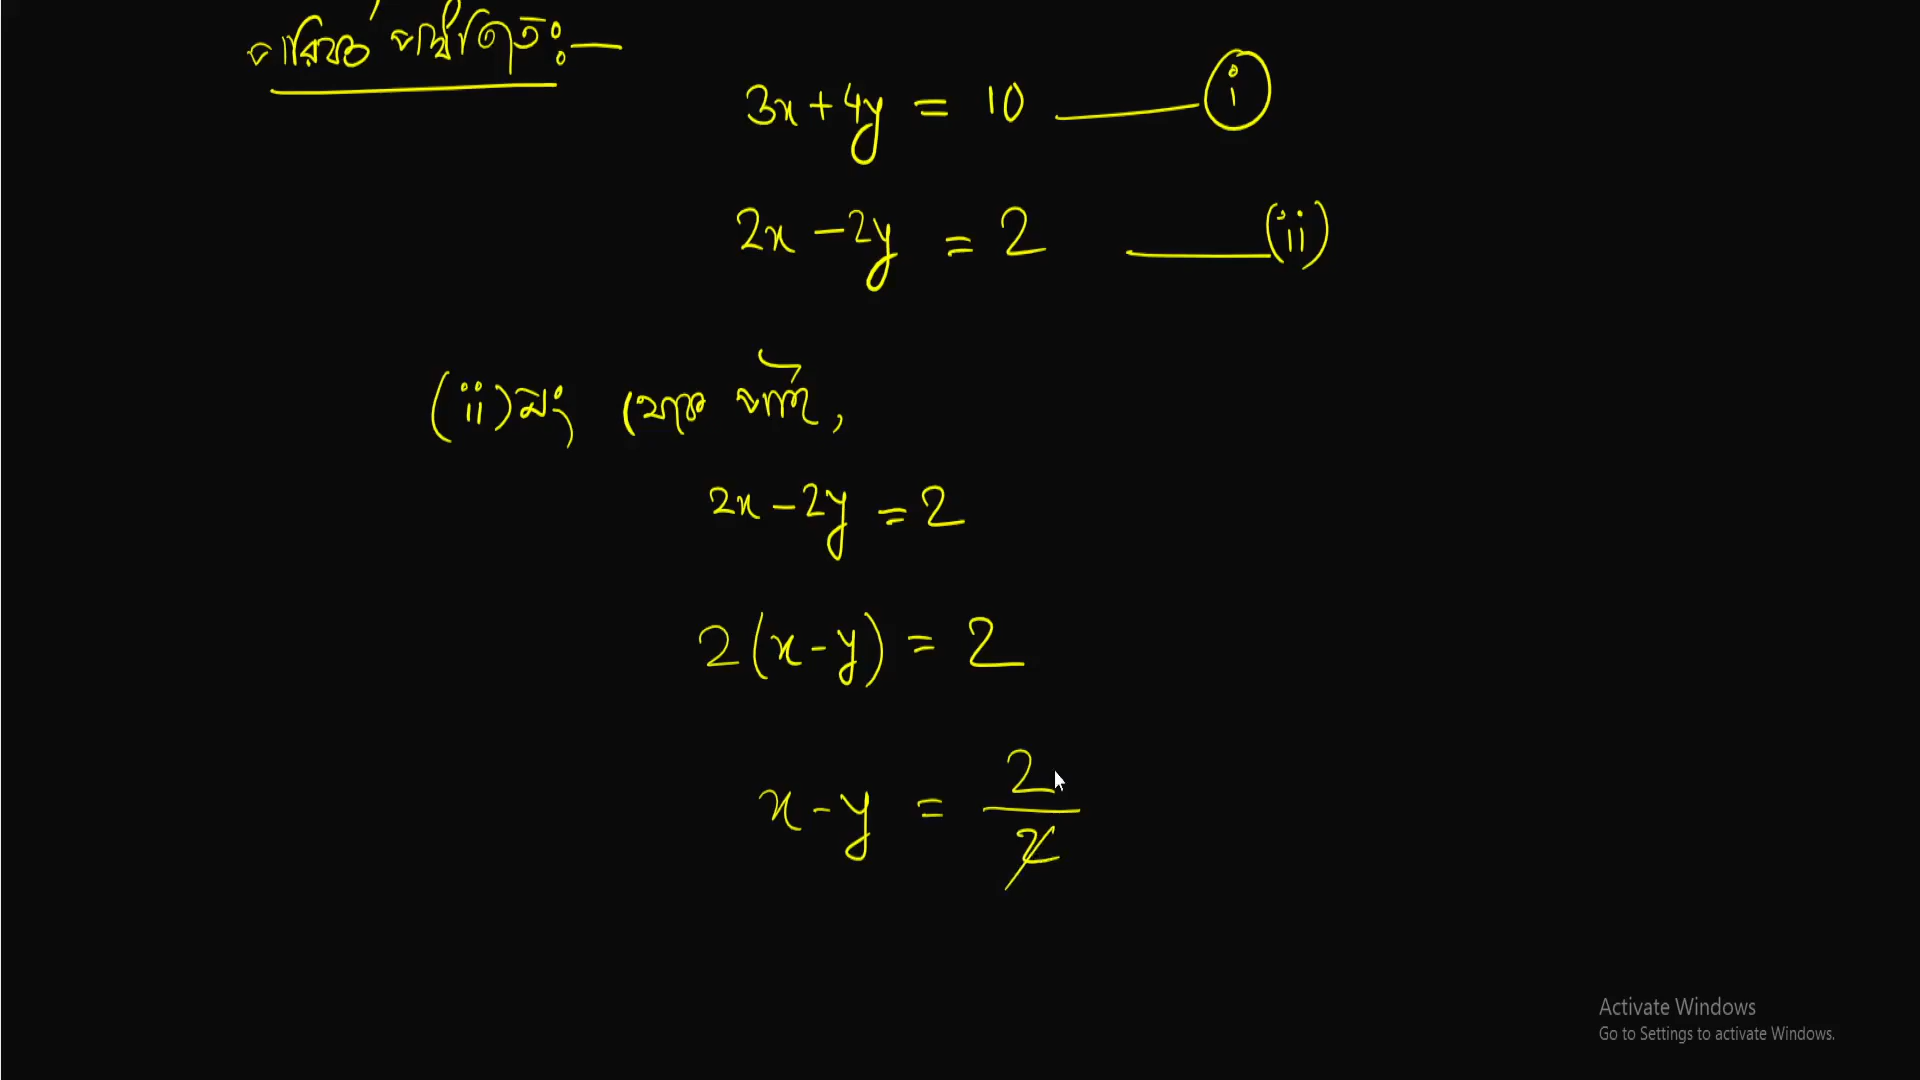 3x + 4y = 10 —— (i)
2x - 2y = 2 —— (ii)
(ii) নং থেকে পাই,
2x - 2y = 2
2(x - y) = 2
x - y = 2/2
Activate Windows
Go to Settings to activate Windows.